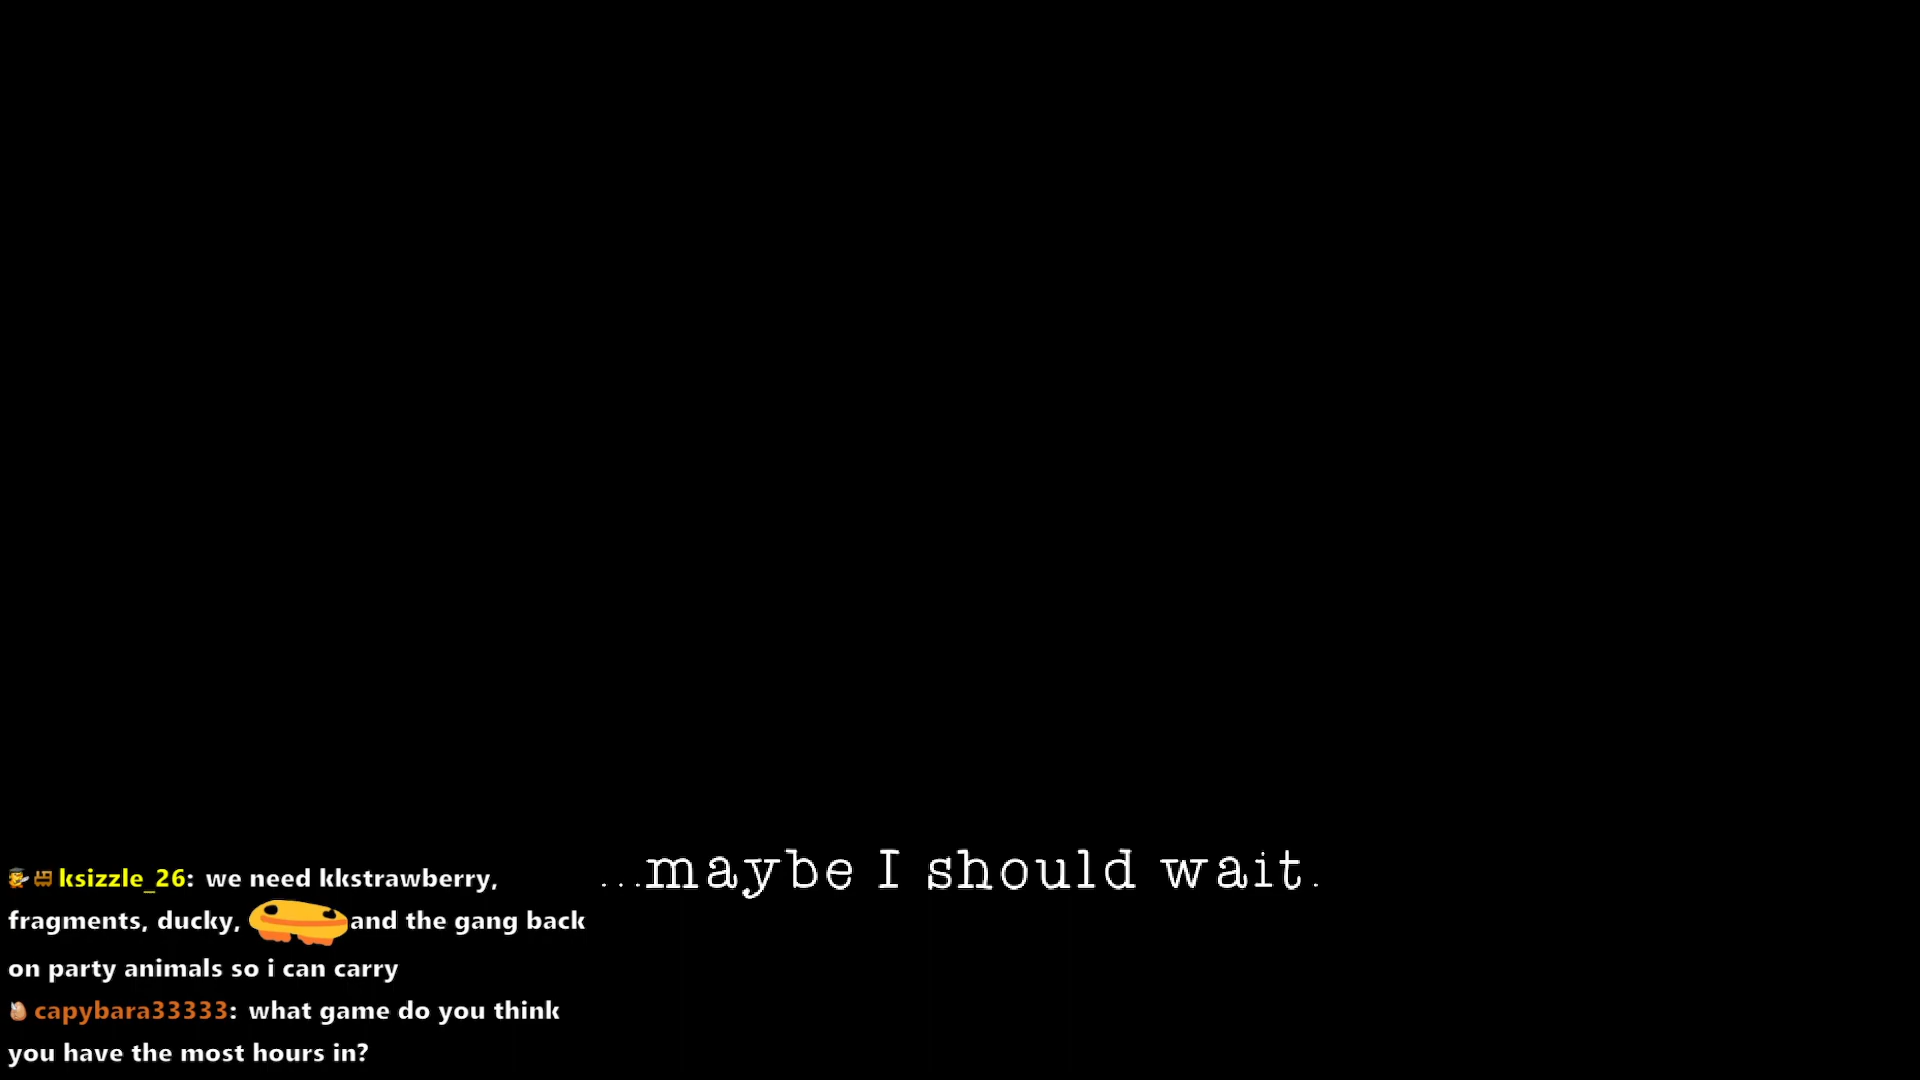 ksizzle_26: we need kkstrawberry,
fragments, ducky, and the gang back
on party animals so i can carry
capybara33333: what game do you think
you have the most hours in?
...maybe I should wait.